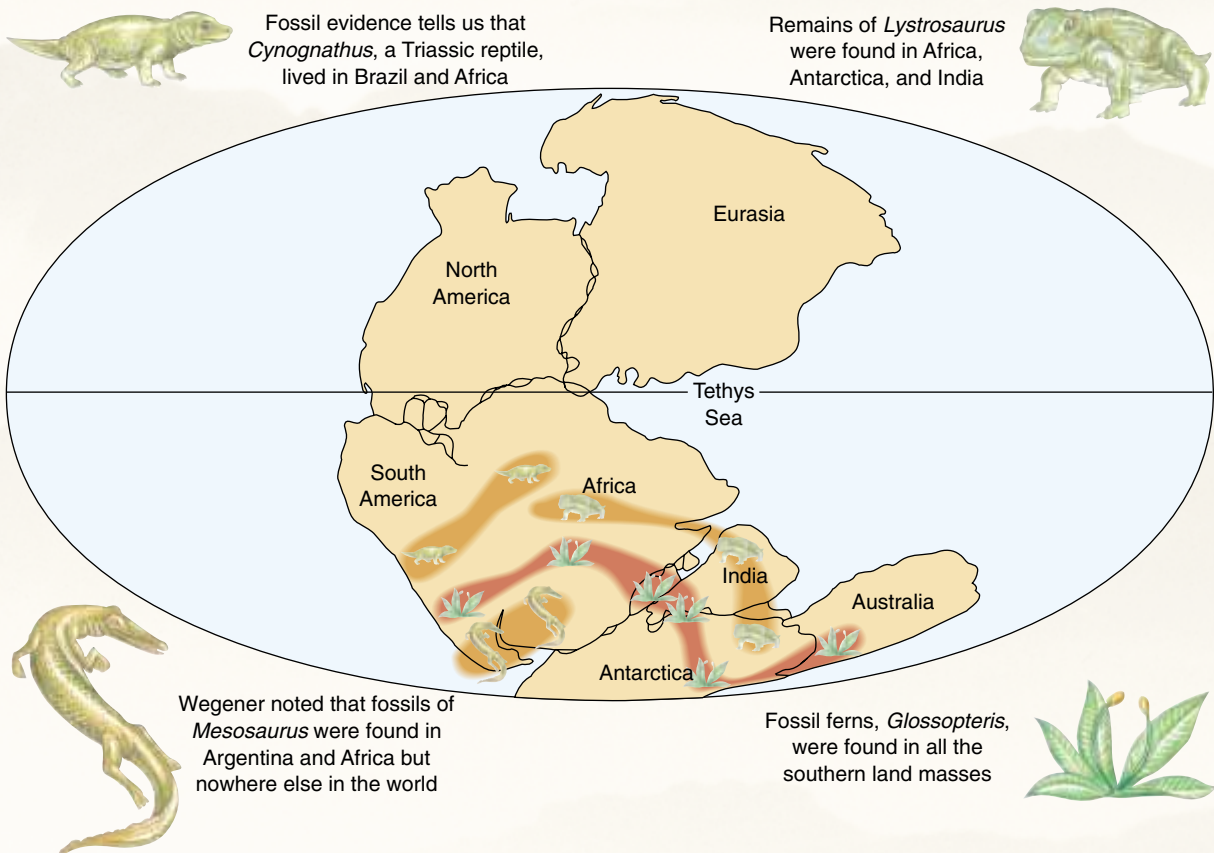 Fossil evidence tells us that
Cynognathus, a Triassic reptile,
lived in Brazil and Africa
Remains of Lystrosaurus
were found in Africa,
Antarctica, and India
Eurasia
North
America
Tethys
Sea
South
America
Africa
India
Australia
Antarctica
Wegener noted that fossils of
Mesosaurus were found in
Argentina and Africa but
nowhere else in the world
Fossil ferns, Glossopteris,
were found in all the
southern land masses